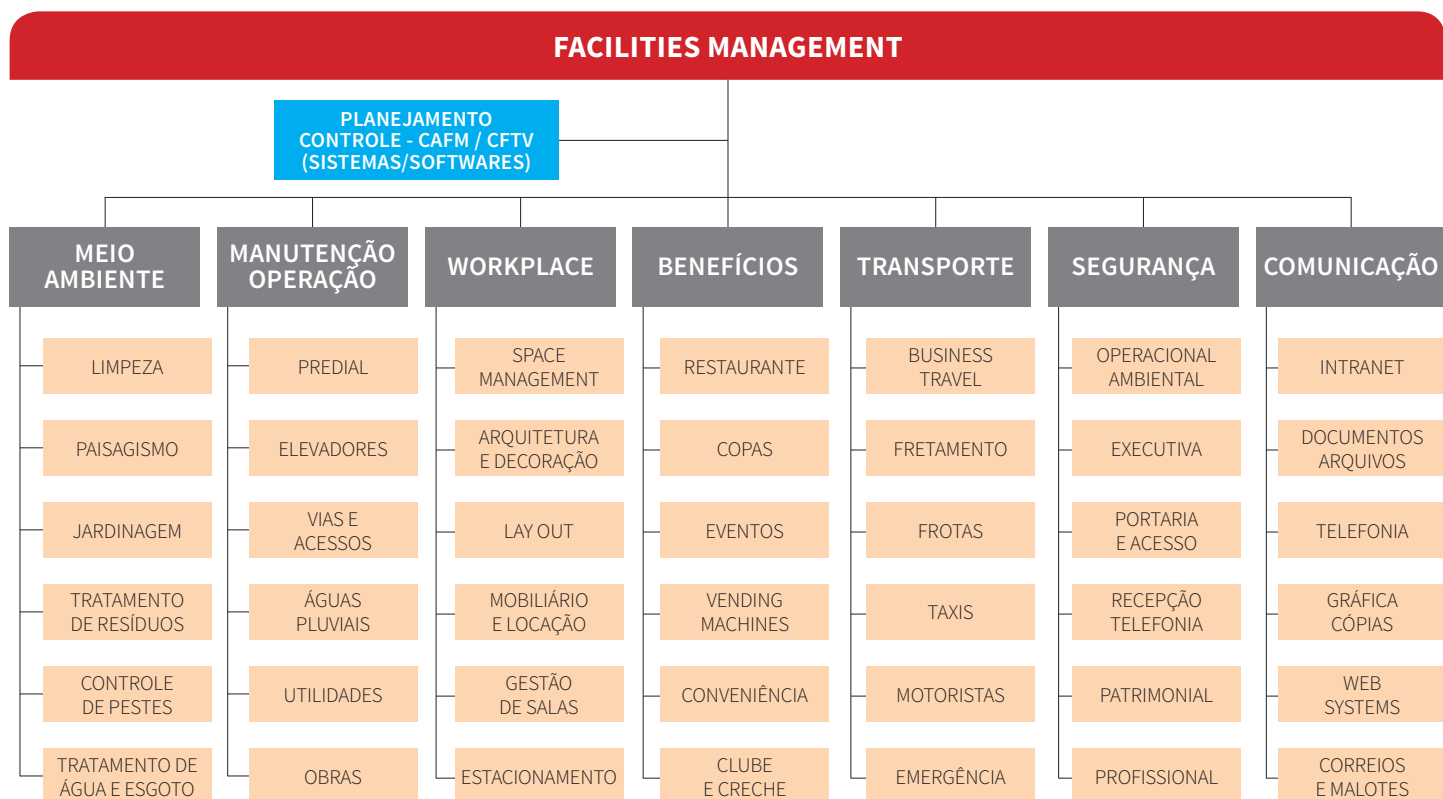 FACILITIES MANAGEMENT
PLANEJAMENTO
CONTROLE - CAFM / CFTV
(SISTEMAS/SOFTWARES)
MEIO
AMBIENTE
LIMPEZA
PAISAGISMO
JARDINAGEM
TRATAMENTO
DE RESÍDUOS
CONTROLE
DE PESTES
TRATAMENTO DE
ÁGUA E ESGOTO
MANUTENÇÃO
OPERAÇÃO
PREDIAL
ELEVADORES
VIAS E
ACESSOS
ÁGUAS
PLUVIAIS
UTILIDADES
OBRAS
WORKPLACE
SPACE
MANAGEMENT
ARQUITETURA
E DECORAÇÃO
LAY OUT
MOBILIÁRIO
E LOCAÇÃO
GESTÃO
DE SALAS
ESTACIONAMENTO
BENEFÍCIOS
RESTAURANTE
COPAS
EVENTOS
VENDING
MACHINES
CONVENIÊNCIA
CLUBE
E CRECHE
TRANSPORTE
BUSINESS
TRAVEL
FRETAMENTO
FROTAS
TAXIS
MOTORISTAS
EMERGÊNCIA
SEGURANÇA
OPERACIONAL
AMBIENTAL
EXECUTIVA
PORTARIA
E ACESSO
RECEPÇÃO
TELEFONIA
PATRIMONIAL
PROFISSIONAL
COMUNICAÇÃO
INTRANET
DOCUMENTOS
ARQUIVOS
TELEFONIA
GRÁFICA
CÓPIAS
WEB
SYSTEMS
CORREIOS
E MALOTES